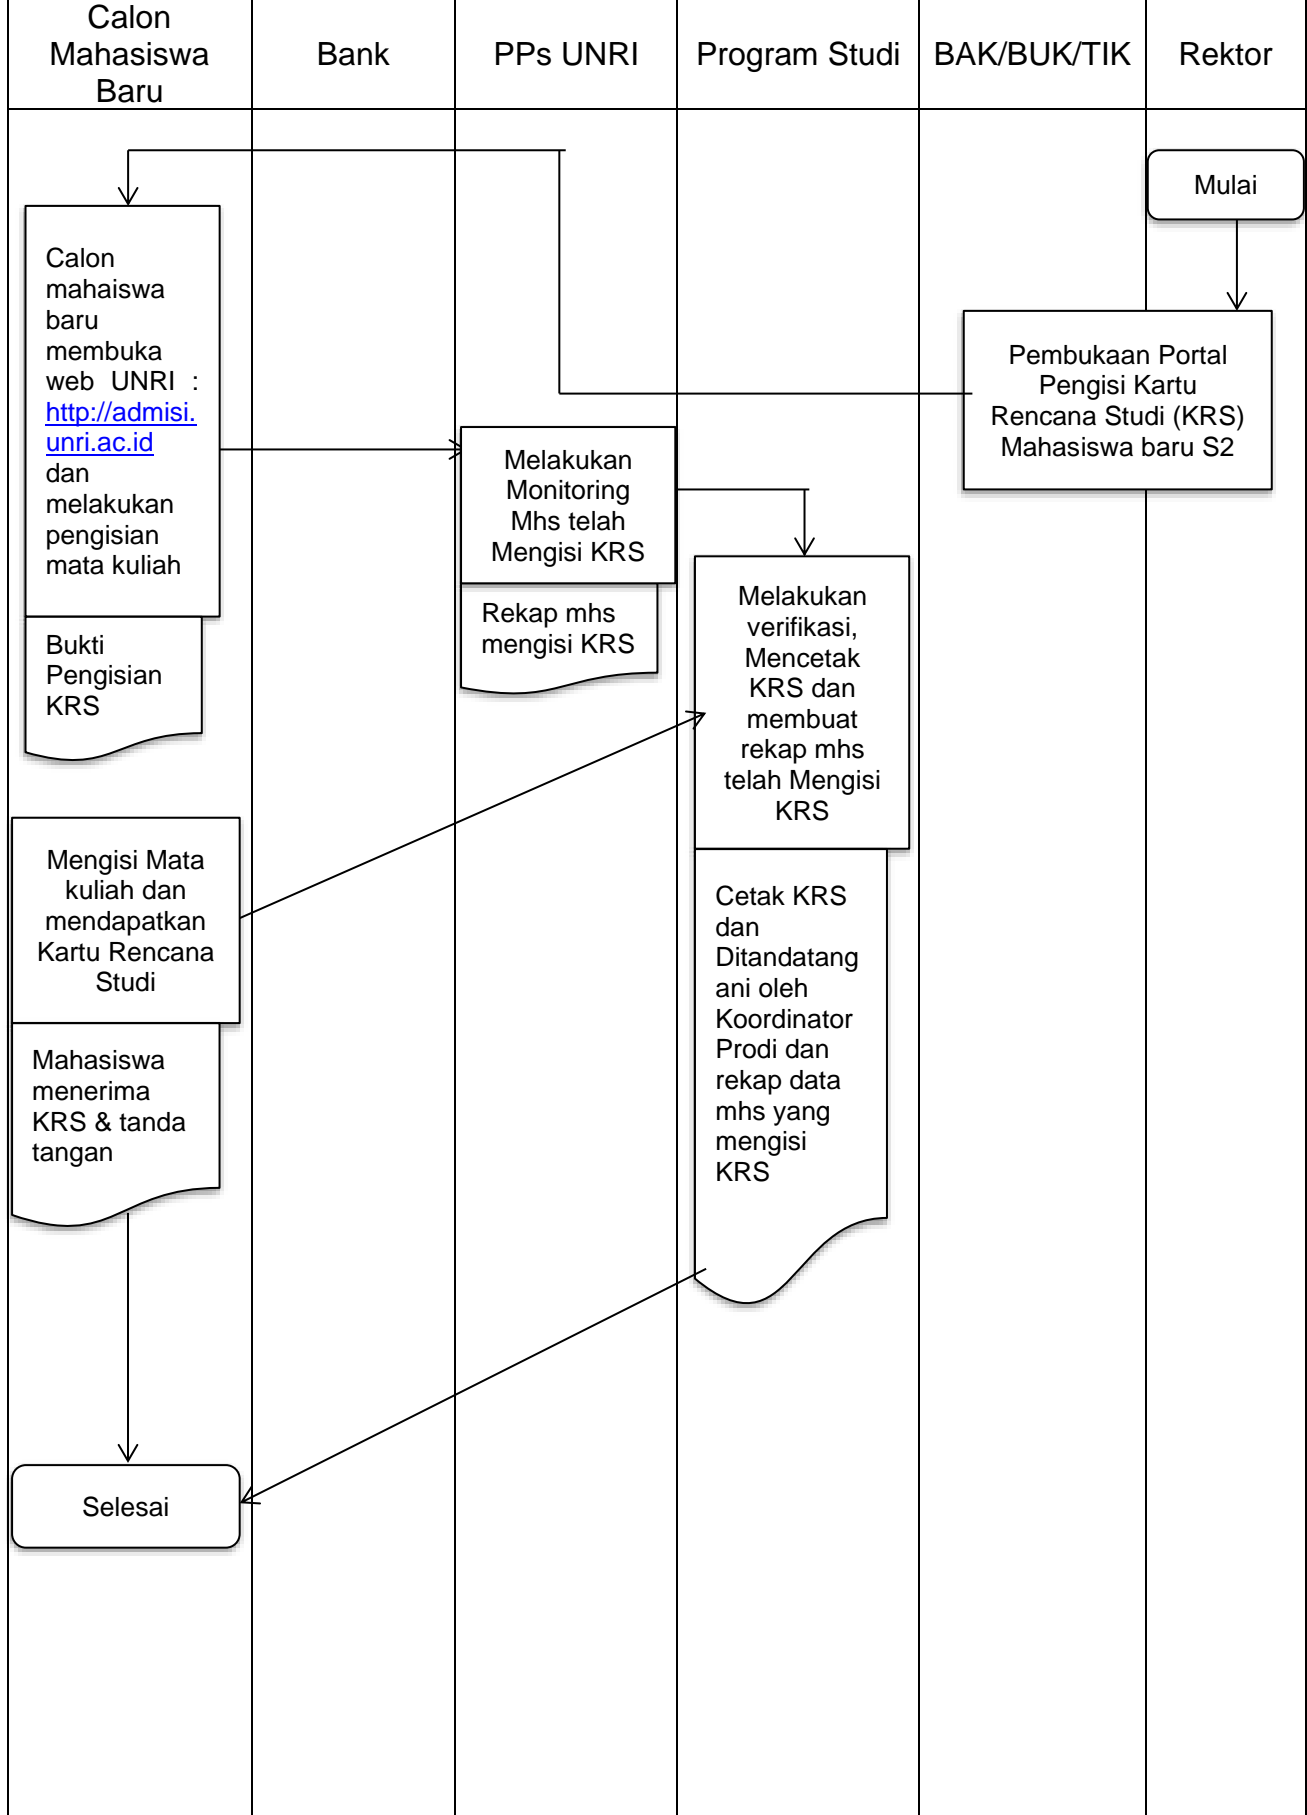 Calon
Mahasiswa
Baru
Bank
PPs UNRI
Program Studi
BAK/BUK/TIK
Rektor
Mulai
Calon
mahaiswa
baru
membuka
web UNRI :
http://admisi.
unri.ac.id
dan
melakukan
pengisian
mata kuliah
Bukti
Pengisian
KRS
Pembukaan Portal
Pengisi Kartu
Rencana Studi (KRS)
Mahasiswa baru S2
Melakukan
Monitoring
Mhs telah
Mengisi KRS
Rekap mhs
mengisi KRS
Melakukan
verifikasi,
Mencetak
KRS dan
membuat
rekap mhs
telah Mengisi
KRS
Cetak KRS
dan
Ditandatang
ani oleh
Koordinator
Prodi dan
rekap data
mhs yang
mengisi
KRS
Mengisi Mata
kuliah dan
mendapatkan
Kartu Rencana
Studi
Mahasiswa
menerima
KRS & tanda
tangan
Selesai